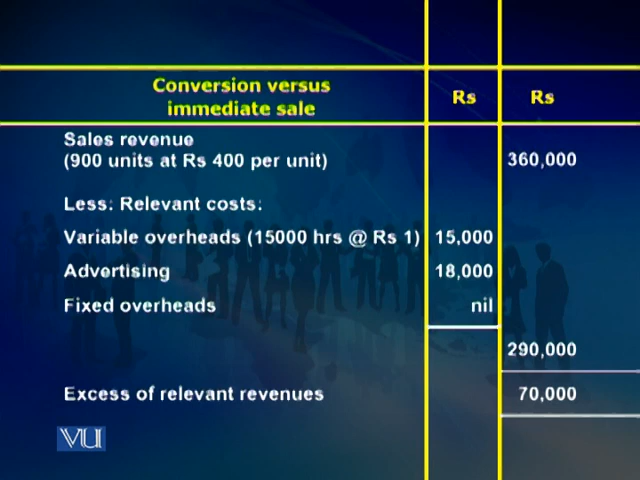 Conversion versus
immediate sale
Rs
Rs
Sales revenue
(900 units at Rs 400 per unit)
360,000
Less: Relevant costs:
Variable overheads (15000 hrs @ Rs 1)
15,000
Advertising
18,000
Fixed overheads
nil
290,000
Excess of relevant revenues
70,000
VU